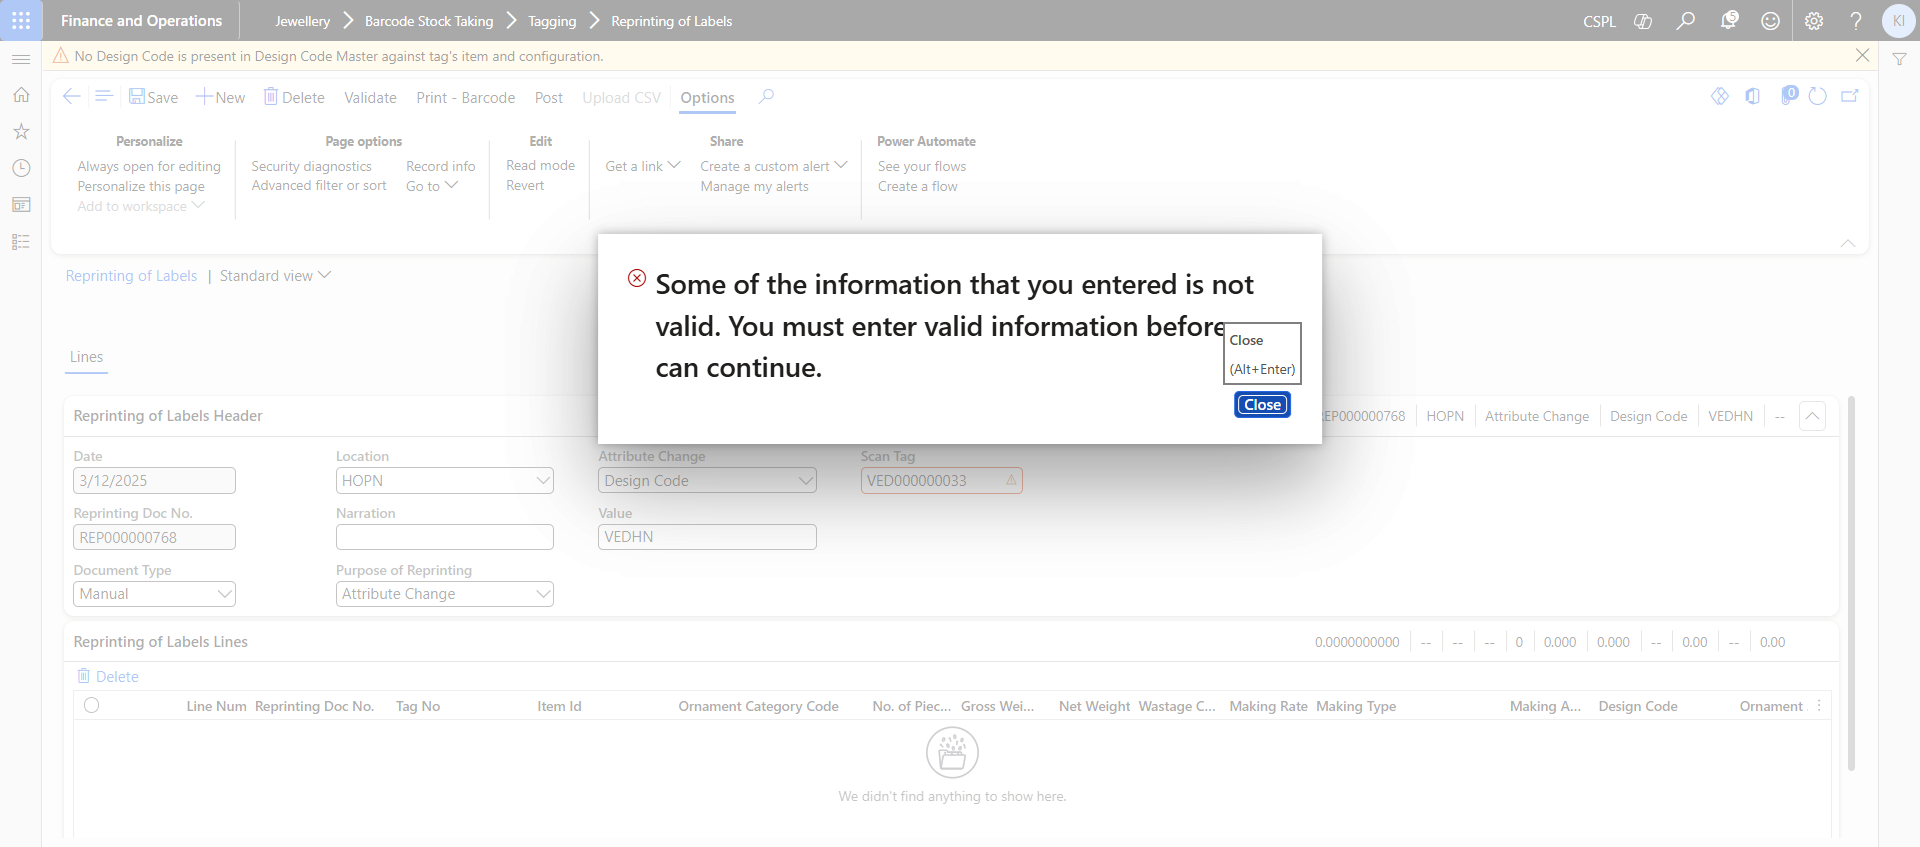 Finance and Operations
Jewellery
Barcode Stock Taking
Tagging
Reprinting of Labels
CSPL
5
?
KI
No Design Code is present in Design Code Master against tag's item and configuration.
Save
New
Delete
Validate
Print - Barcode
Post
Upload CSV
Options
0
Personalize
Page options
Edit
Share
Power Automate
Always open for editing
Security diagnostics
Record info
Read mode
Get a link
Create a custom alert
See your flows
Personalize this page
Advanced filter or sort
Go to
Revert
Manage my alerts
Create a flow
Add to workspace
Reprinting of Labels | Standard view
Some of the information that you entered is not
valid. You must enter valid information before
can continue.
Close
(Alt+Enter)
Close
Lines
Reprinting of Labels Header
EP000000768
HOPN
Attribute Change
Design Code
VEDHN
--
Date
Location
Attribute Change
Scan Tag
3/12/2025
HOPN
Design Code
VED000000033
Reprinting Doc No.
Narration
Value
REP000000768
VEDHN
Document Type
Purpose of Reprinting
Manual
Attribute Change
Reprinting of Labels Lines
0.0000000000
--
--
--
0
0.000
0.000
--
0.00
--
0.00
Delete
Line Num
Reprinting Doc No.
Tag No
Item Id
Ornament Category Code
No. of Piec...
Gross Wei...
Net Weight
Wastage C...
Making Rate
Making Type
Making A...
Design Code
Ornament
We didn't find anything to show here.